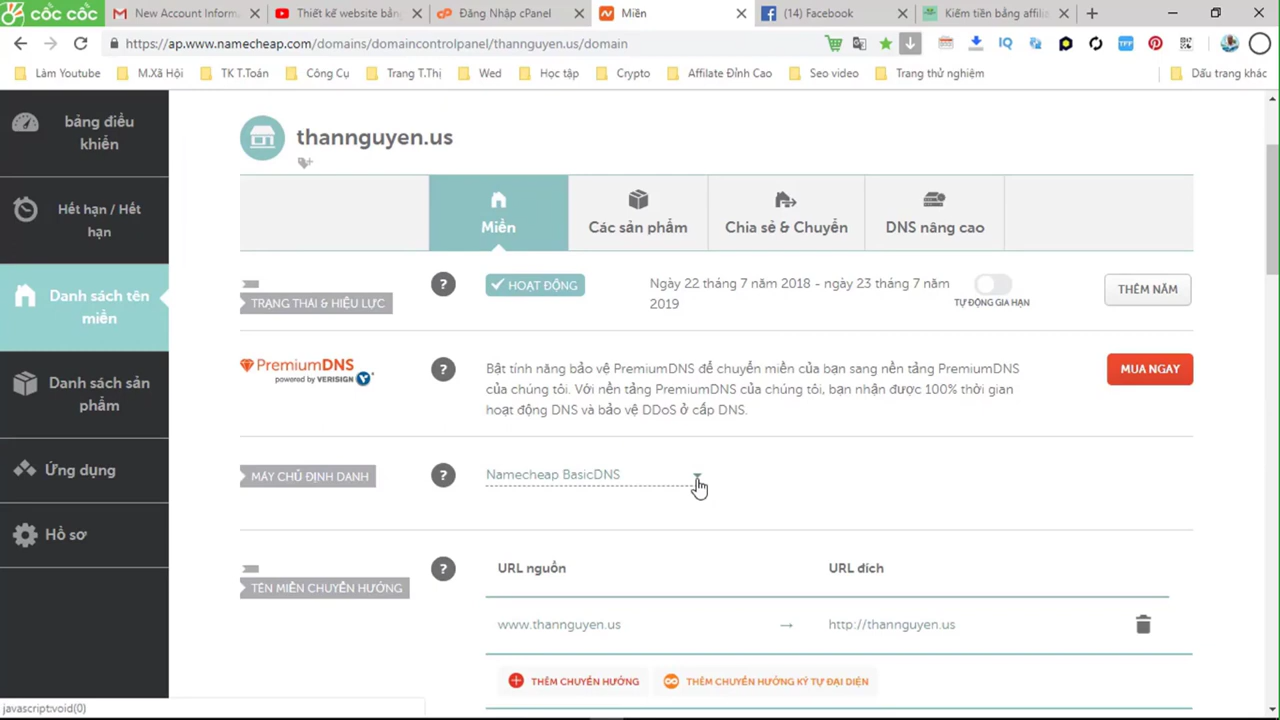 cốc cốc
New Account Inform
Thiết kế website bằng
Đăng Nhập cPanel
Miền
(14) Facebook
Kiếm tiền bằng affilia
https://ap.www.namecheap.com/domains/domaincontrolpanel/thannguyen.us/domain
Làm Youtube
M.Xã Hội
TK T.Toán
Công Cụ
Trang T.Thị
Wed
Học tập
Crypto
Affilate Đỉnh Cao
Seo video
Trang thử nghiệm
Dấu trang khác
bảng điều
khiển
Hết hạn / Hết
hạn
Danh sách tên
miền
Danh sách sản
phẩm
Ứng dụng
Hồ sơ
thannguyen.us
Miền
Các sản phẩm
Chia sẻ & Chuyển
DNS nâng cao
TRẠNG THÁI & HIỆU LỰC
?
HOẠT ĐỘNG
Ngày 22 tháng 7 năm 2018 - ngày 23 tháng 7 năm
2019
TỰ ĐỘNG GIA HẠN
THÊM NĂM
PremiumDNS
powered by VERISIGN
?
Bật tính năng bảo vệ PremiumDNS để chuyển miền của bạn sang nền tảng PremiumDNS
của chúng tôi. Với nền tảng PremiumDNS của chúng tôi, bạn nhận được 100% thời gian
hoạt động DNS và bảo vệ DDoS ở cấp DNS.
MUA NGAY
MÁY CHỦ ĐỊNH DANH
?
Namecheap BasicDNS
TÊN MIỀN CHUYỂN HƯỚNG
?
URL nguồn
URL đích
www.thannguyen.us
→
http://thannguyen.us
THÊM CHUYỂN HƯỚNG
THÊM CHUYỂN HƯỚNG KÝ TỰ ĐẠI DIỆN
javascript:void(0)